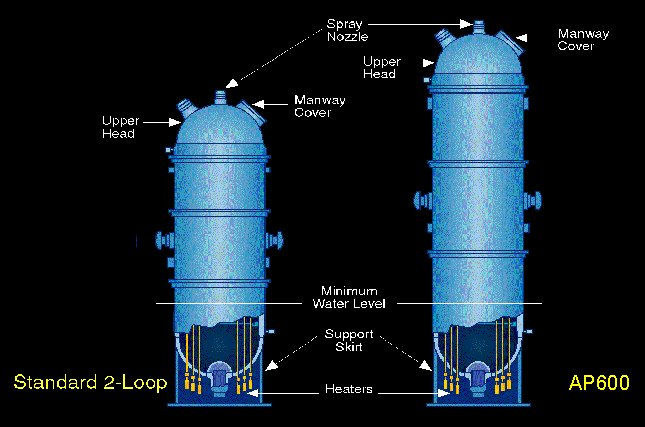 Spray
Nozzle
Manway
Cover
Upper
Head
Manway
Cover
Upper
Head
Minimum
Water Level
Support
Skirt
Standard 2-Loop
Heaters
AP600